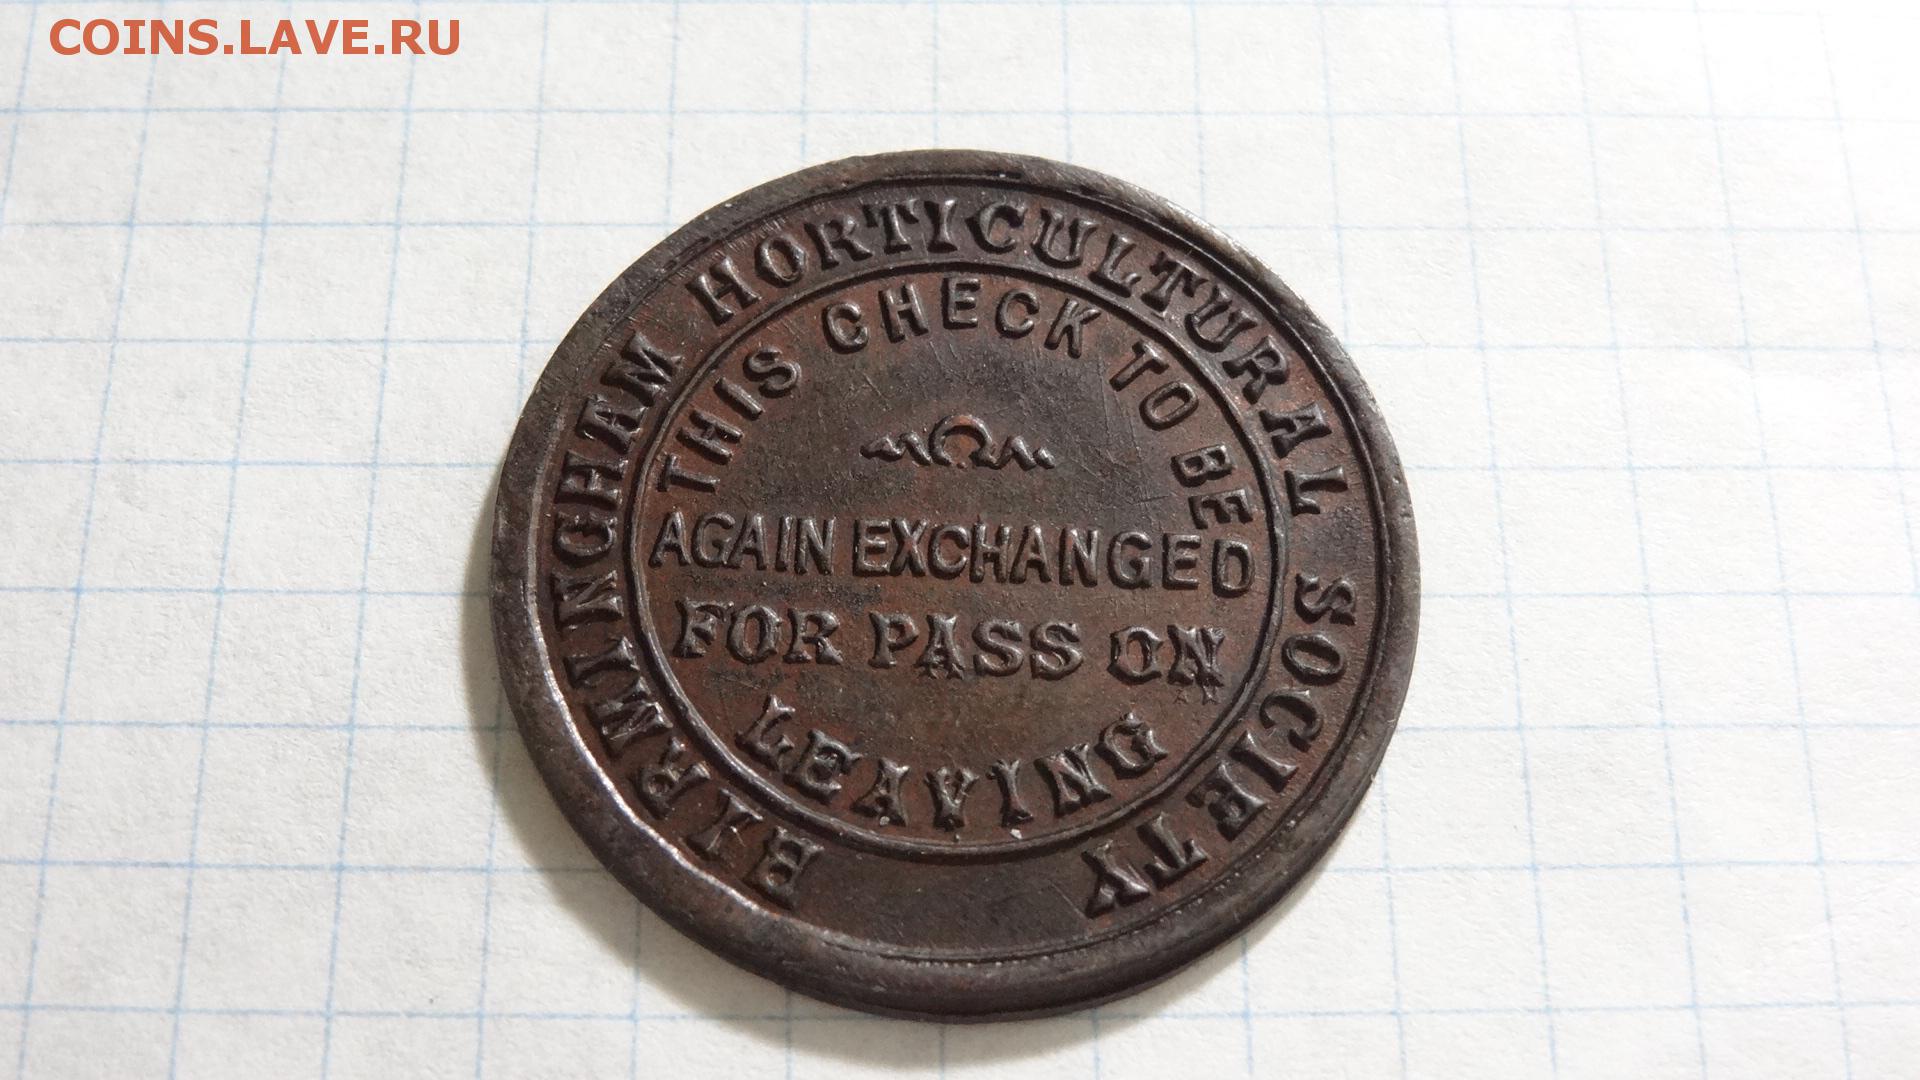 COINS.LAVE.RU
BIRMINGHAM HORTICULTURAL SOCIETY
THIS CHECK TO BE
AGAIN EXCHANGED
FOR PASS ON
LEAVING